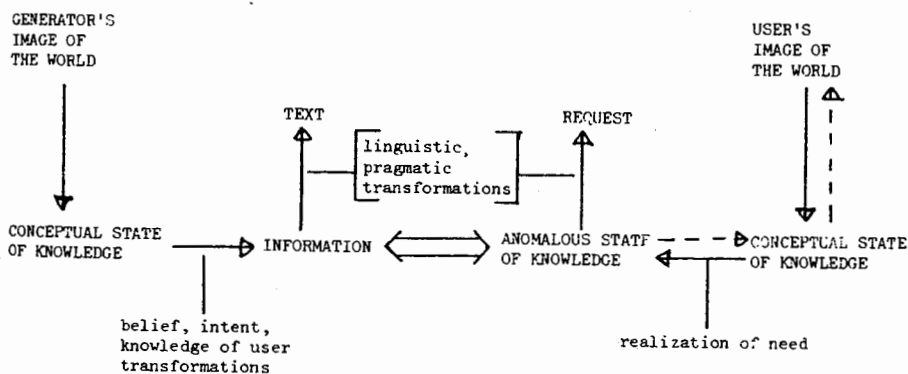 GENERATOR'S
IMAGE OF
THE WORLD
USER'S
IMAGE OF
THE WORLD
TEXT
REQUEST
linguistic,
pragmatic
transformations
CONCEPTUAL STATE
OF KNOWLEDGE
INFORMATION
ANOMALOUS STATE
OF KNOWLEDGE
CONCEPTUAL STATE
OF KNOWLEDGE
belief, intent,
knowledge of user
transformations
realization of need